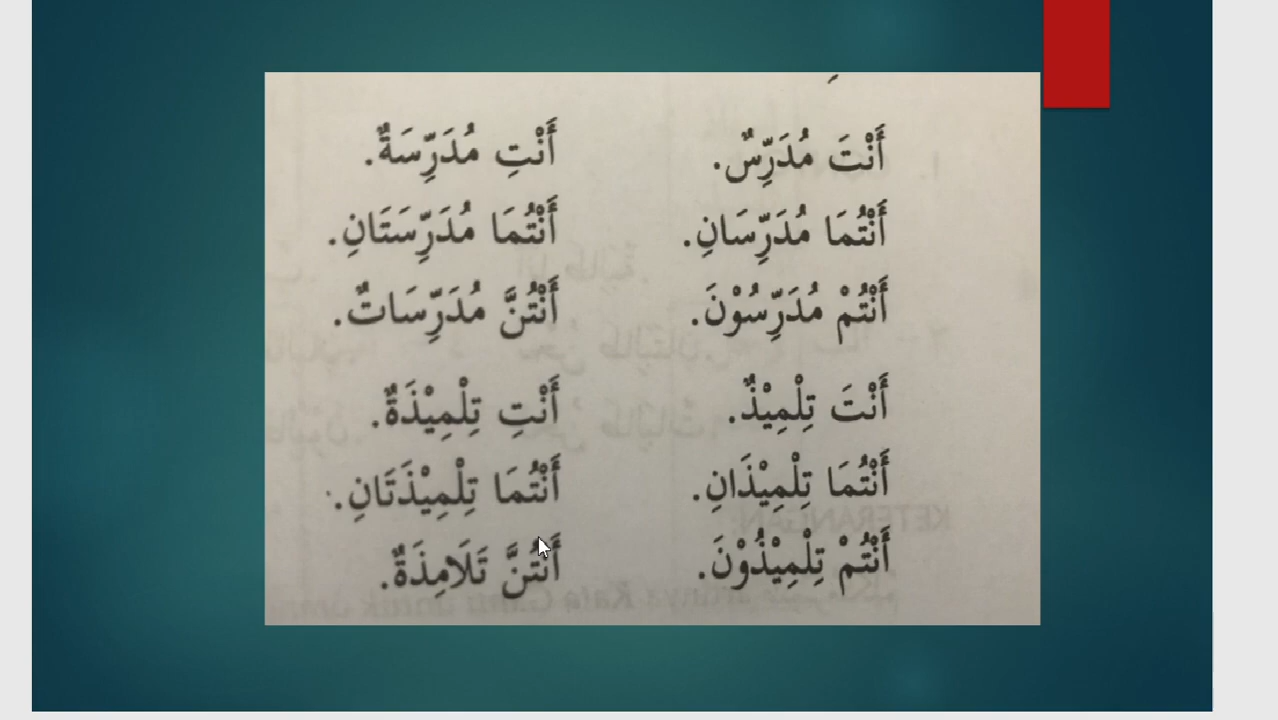 أَنْتَ مُدَرِّسٌ. أَنْتِ مُدَرِّسَةٌ.
أَنْتُمَا مُدَرِّسَانِ. أَنْتُمَا مُدَرِّسَتَانِ.
أَنْتُمْ مُدَرِّسُوْنَ. أَنْتُنَّ مُدَرِّسَاتٌ.
أَنْتَ تِلْمِيْذٌ. أَنْتِ تِلْمِيْذَةٌ.
أَنْتُمَا تِلْمِيْذَانِ. أَنْتُمَا تِلْمِيْذَتَانِ.
أَنْتُمْ تِلْمِيْذُوْنَ. أَنْتُنَّ تَلَامِذَةٌ.